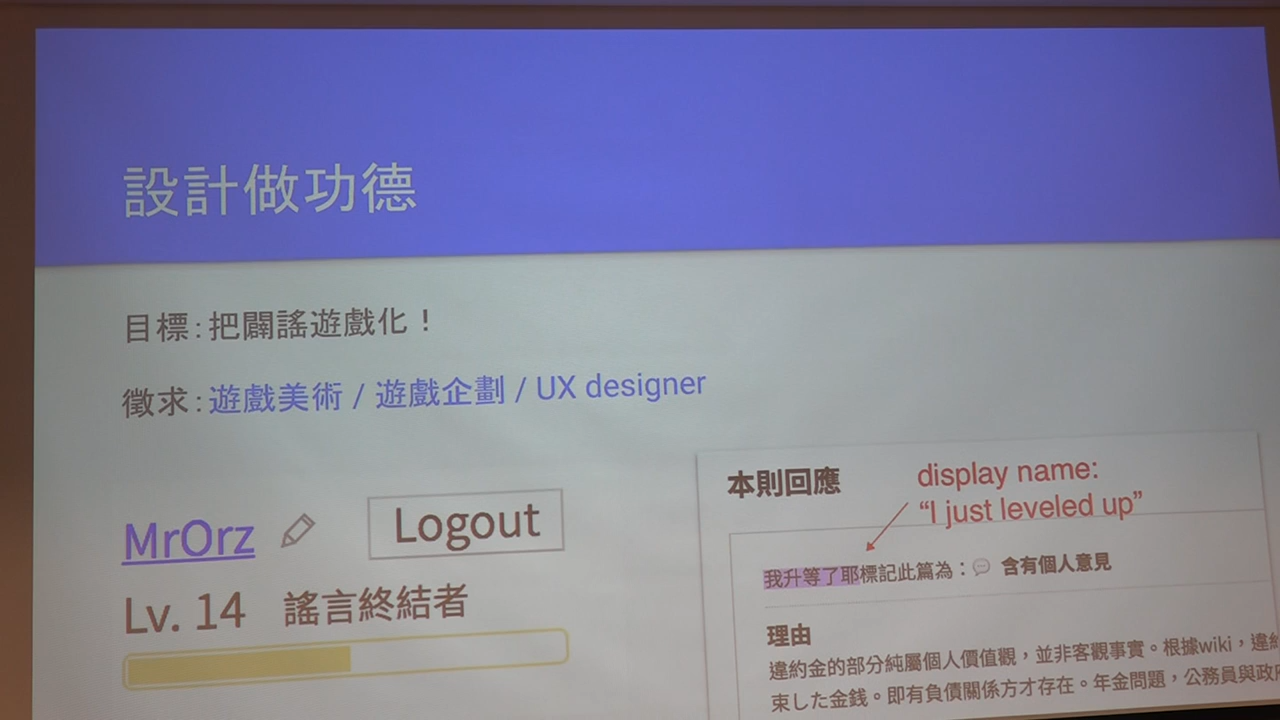 設計做功德
目標：把闢謠遊戲化！
徵求：遊戲美術 / 遊戲企劃 / UX designer
MrOrz
Logout
Lv. 14 謠言終結者
本則回應
display name:
“I just leveled up”
我升等了耶標記此篇為：含有個人意見
理由
違約金的部分純屬個人價值觀，並非客觀事實。根據wiki，違約
束した金銭。即有負債關係方才存在。年金問題，公務員與政府